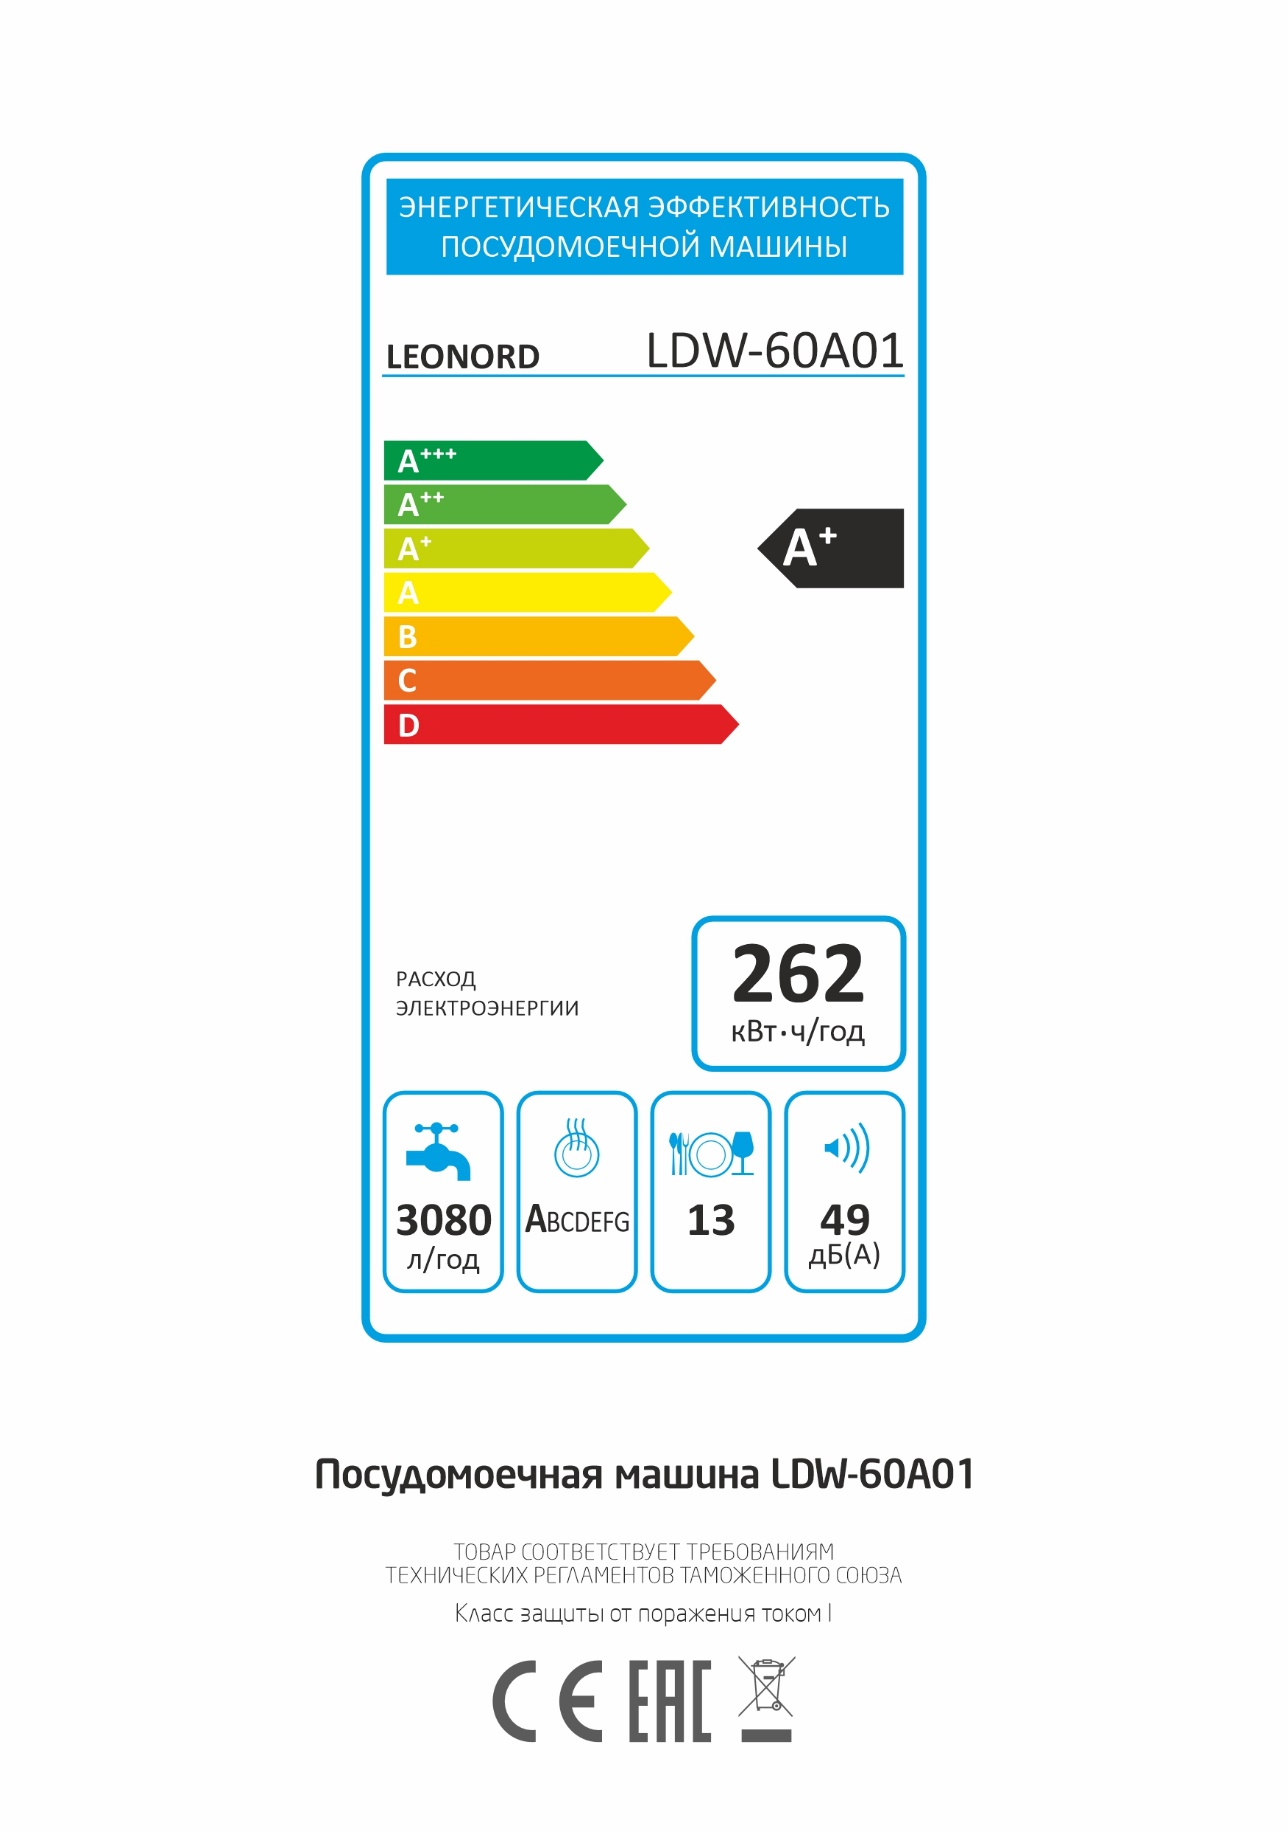 ЭНЕРГЕТИЧЕСКАЯ ЭФФЕКТИВНОСТЬ
ПОСУДОМОЕЧНОЙ МАШИНЫ
LEONORD LDW-60A01
A+++
A++
A+
A+
A
B
C
D
РАСХОД
ЭЛЕКТРОЭНЕРГИИ
262
кВт·ч/год
3080
л/год
ABCDEFG
13
49
дБ(А)
Посудомоечная машина LDW-60A01
ТОВАР СООТВЕТСТВУЕТ ТРЕБОВАНИЯМ
ТЕХНИЧЕСКИХ РЕГЛАМЕНТОВ ТАМОЖЕННОГО СОЮЗА
Класс защиты от поражения током I
CE EAC